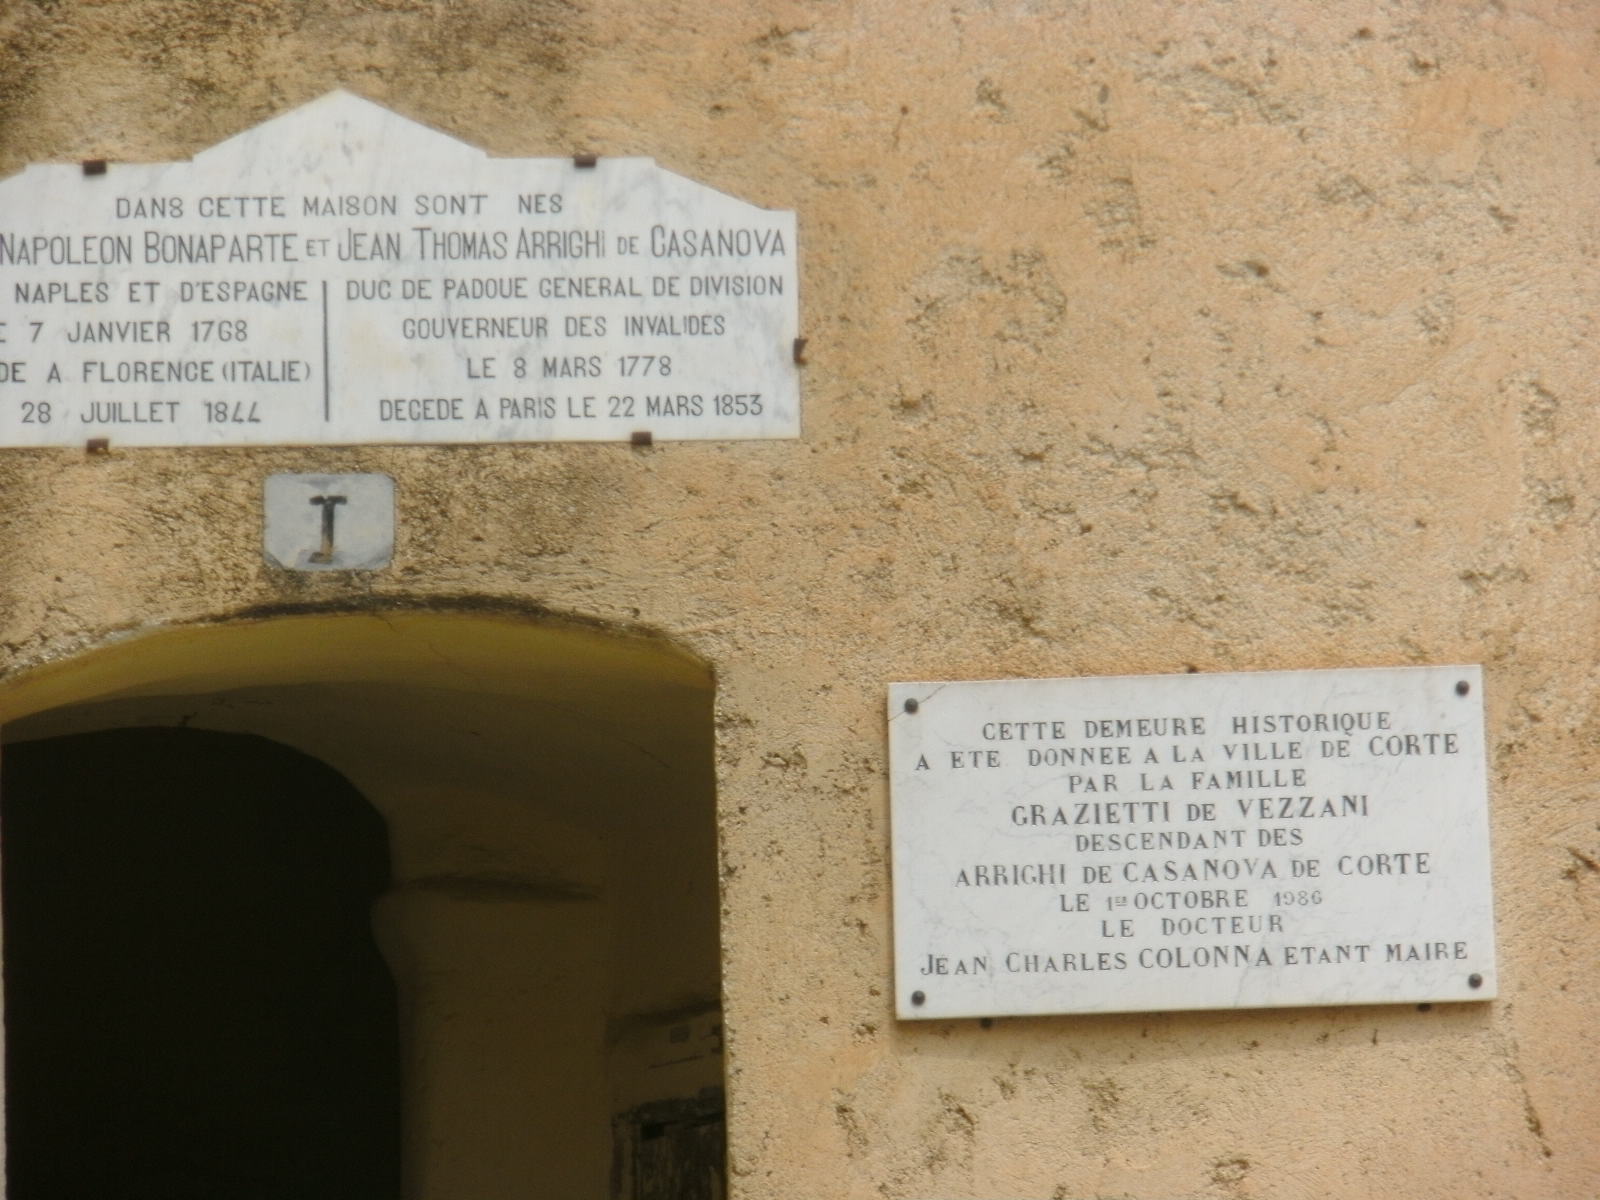 DANS CETTE MAISON SONT NES
NAPOLEON BONAPARTE ET JEAN THOMAS ARRIGHI DE CASANOVA
NAPLES ET D'ESPAGNE
7 JANVIER 1768
A FLORENCE (ITALIE)
28 JUILLET 1844
DUC DE PADOUE GENERAL DE DIVISION
GOUVERNEUR DES INVALIDES
LE 8 MARS 1778
DECEDE A PARIS LE 22 MARS 1853
I
CETTE DEMEURE HISTORIQUE
A ETE DONNEE A LA VILLE DE CORTE
PAR LA FAMILLE
GRAZIETTI DE VEZZANI
DESCENDANT DES
ARRIGHI DE CASANOVA DE CORTE
LE 1ER OCTOBRE 1986
LE DOCTEUR
JEAN CHARLES COLONNA ETANT MAIRE